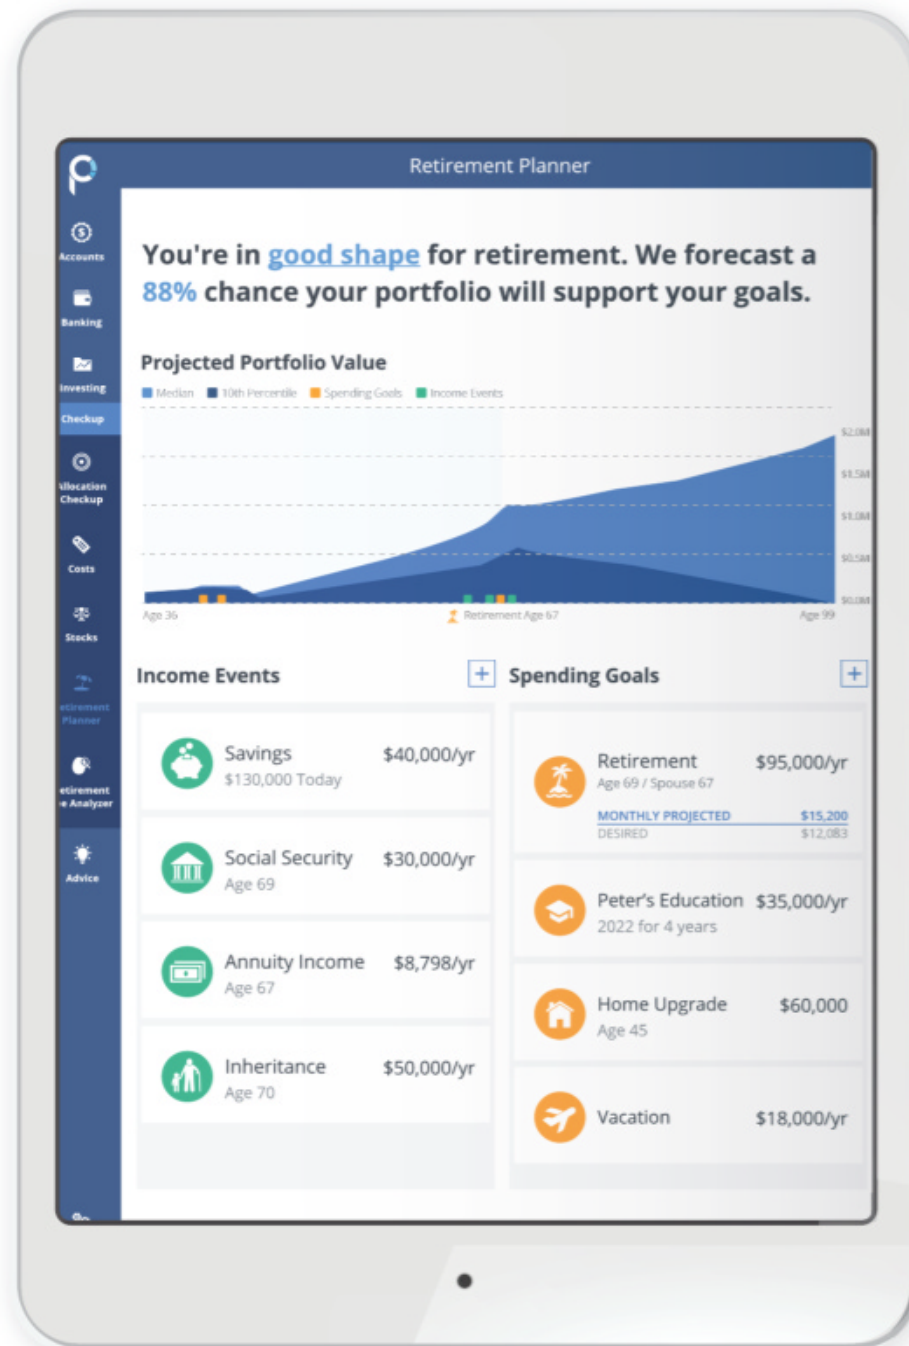 Retirement Planner
Accounts
Banking
Investing
Checkup
Allocation
Checkup
Costs
Stocks
etirement
Planner
etirement
e Analyzer
Advice
You're in good shape for retirement. We forecast a
88% chance your portfolio will support your goals.
Projected Portfolio Value
Median 10th Percentile Spending Goals Income Events
$2.0M
$1.5M
$1.0M
$0.5M
$0.0M
Age 36 Retirement Age 67 Age 99
Income Events +
Savings $40,000/yr
$130,000 Today
Social Security $30,000/yr
Age 69
Annuity Income $8,798/yr
Age 67
Inheritance $50,000/yr
Age 70
Spending Goals +
Retirement $95,000/yr
Age 69 / Spouse 67
MONTHLY PROJECTED $15,200
DESIRED $12,083
Peter's Education $35,000/yr
2022 for 4 years
Home Upgrade $60,000
Age 45
Vacation $18,000/yr